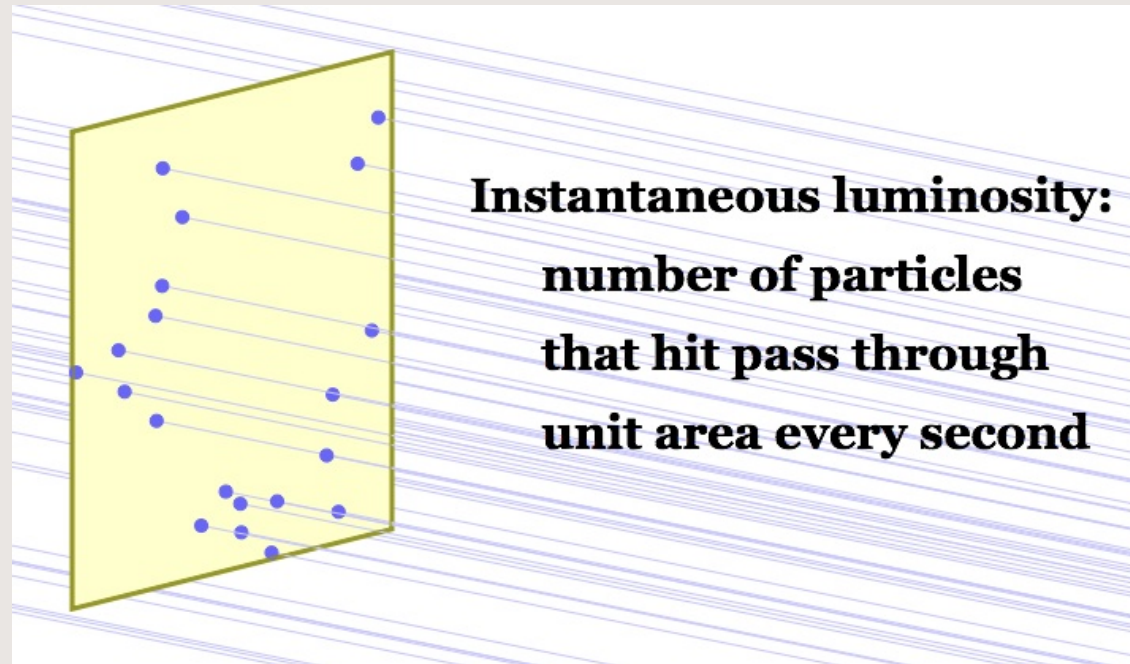 Instantaneous luminosity:
number of particles
that hit pass through
unit area every second